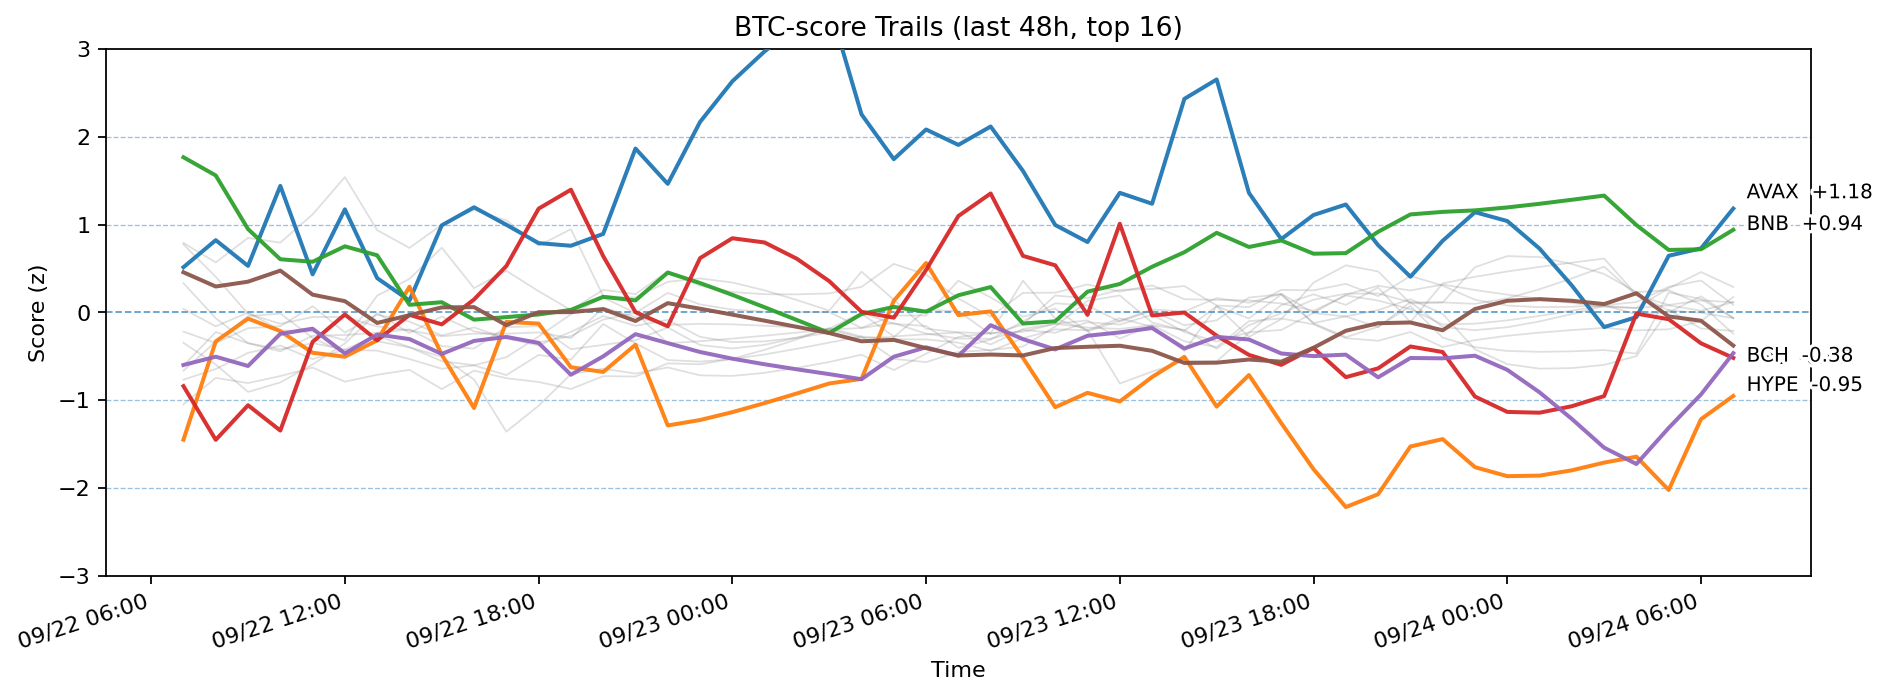 BTC-score Trails (last 48h, top 16)
Score (z)
3
2
1
0
−1
−2
−3
AVAX +1.18
BNB +0.94
BCH -0.38
HYPE -0.95
09/22 06:00
09/22 12:00
09/22 18:00
09/23 00:00
09/23 06:00
09/23 12:00
09/23 18:00
09/24 00:00
09/24 06:00
Time